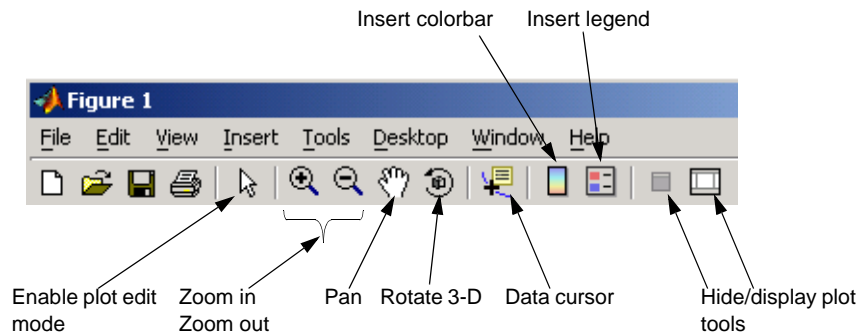 Insert colorbar Insert legend
Figure 1
File Edit View Insert Tools Desktop Window Help
Enable plot edit mode
Zoom in
Zoom out
Pan
Rotate 3-D
Data cursor
Hide/display plot tools